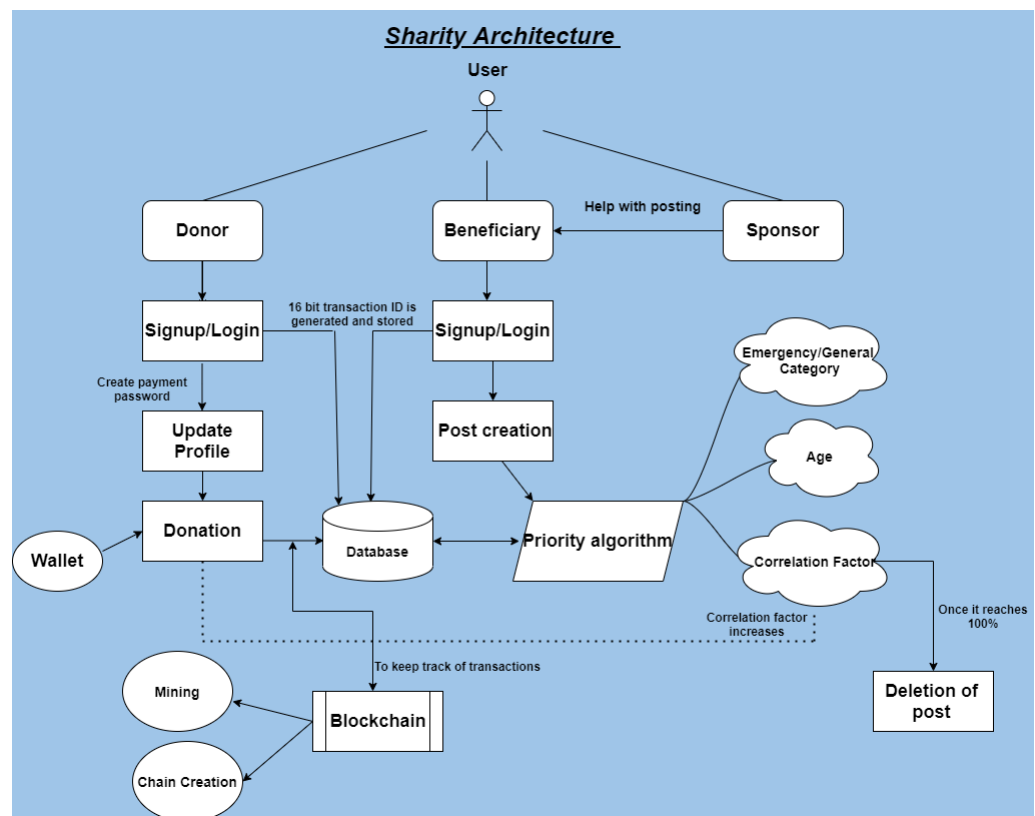 Sharity Architecture
User
Donor
Beneficiary
Help with posting
Sponsor
Signup/Login
16 bit transaction ID is
generated and stored
Signup/Login
Emergency/General
Category
Create payment
password
Update
Profile
Post creation
Age
Donation
Wallet
Database
Priority algorithm
Correlation Factor
Correlation factor
increases
Once it reaches
100%
To keep track of transactions
Mining
Blockchain
Deletion of
post
Chain Creation